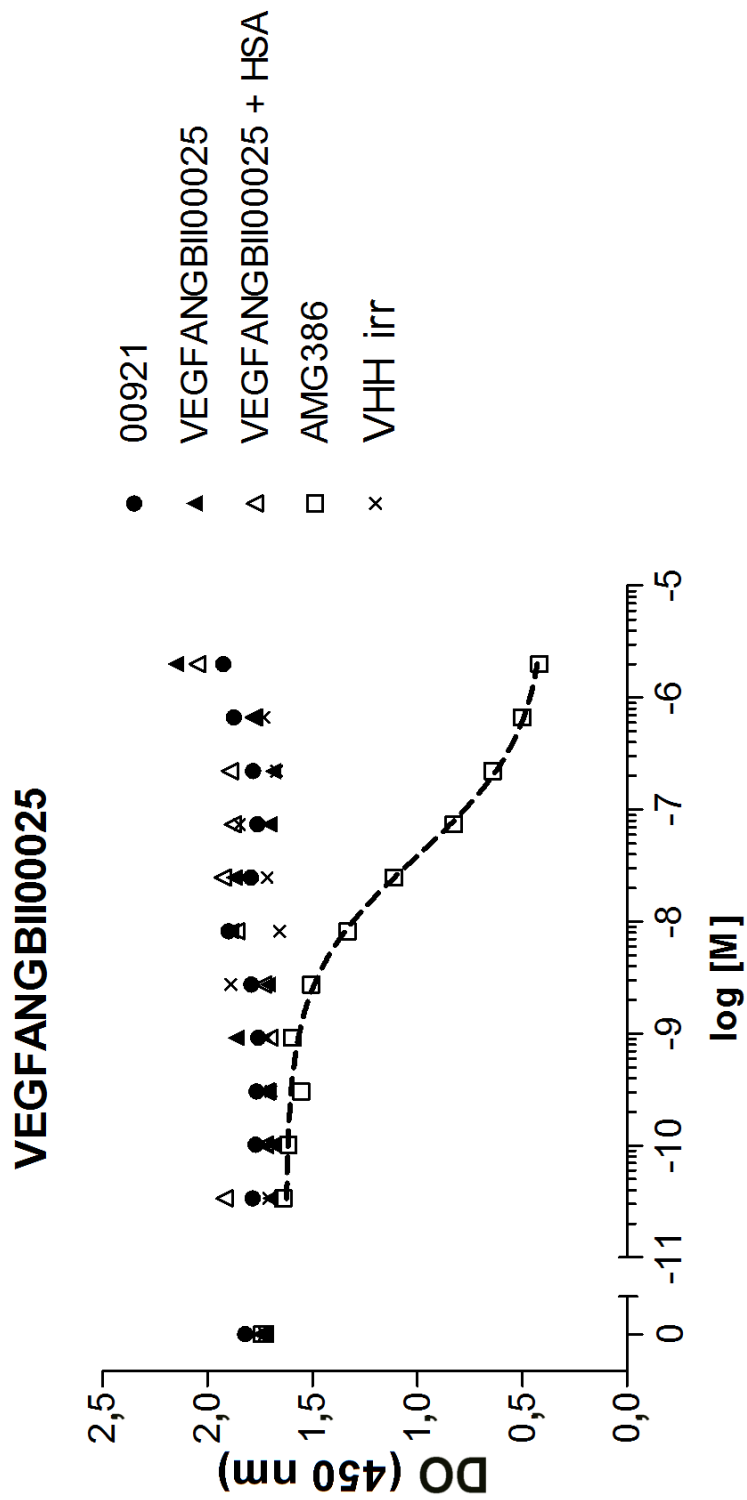 VEGFANGBII00025
DO (450 nm)
2,5
2,0
1,5
1,0
0,5
0,0
0
-11
-10
-9
-8
-7
-6
-5
log [M]
00921
VEGFANGBII00025
VEGFANGBII00025 + HSA
AMG386
VHH irr